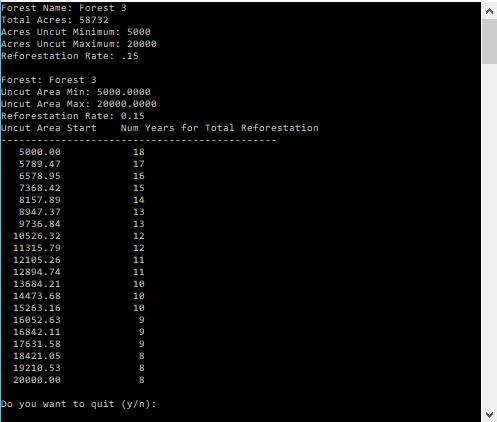 Forest Name: Forest 3
Total Acres: 58732
Acres Uncut Minimum: 5000
Acres Uncut Maximum: 20000
Reforestation Rate: .15
Forest: Forest 3
Uncut Area Min: 5000.0000
Uncut Area Max: 20000.0000
Reforestation Rate: 0.15
Uncut Area Start    Num Years for Total Reforestation
-----------------------------------------------
5000.00    18
5789.47    17
6578.95    16
7368.42    15
8157.89    14
8947.37    13
9736.84    13
10526.32    12
11315.79    12
12105.26    11
12894.74    11
13684.21    10
14473.68    10
15263.16    10
16052.63    9
16842.11    9
17631.58    9
18421.05    8
19210.53    8
20000.00    8
Do you want to quit (y/n):